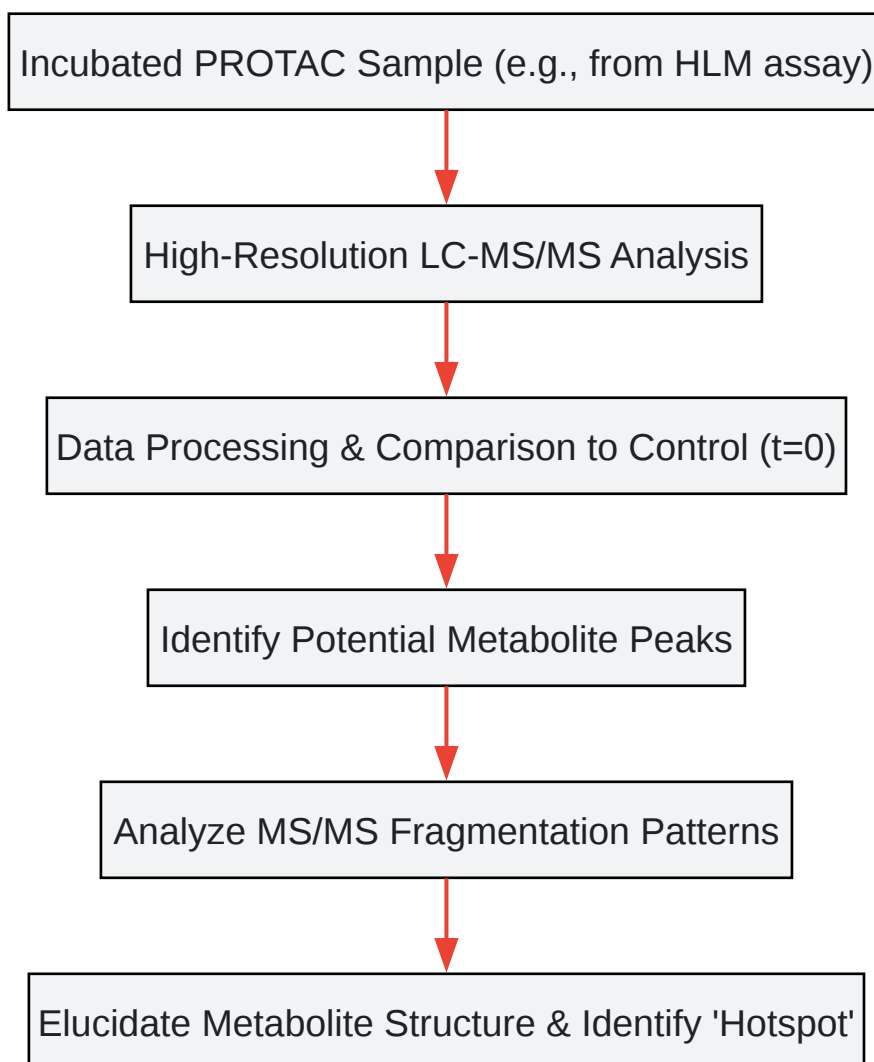 Incubated PROTAC Sample (e.g., from HLM assay)
High-Resolution LC-MS/MS Analysis
Data Processing & Comparison to Control (t=0)
Identify Potential Metabolite Peaks
Analyze MS/MS Fragmentation Patterns
Elucidate Metabolite Structure & Identify 'Hotspot'